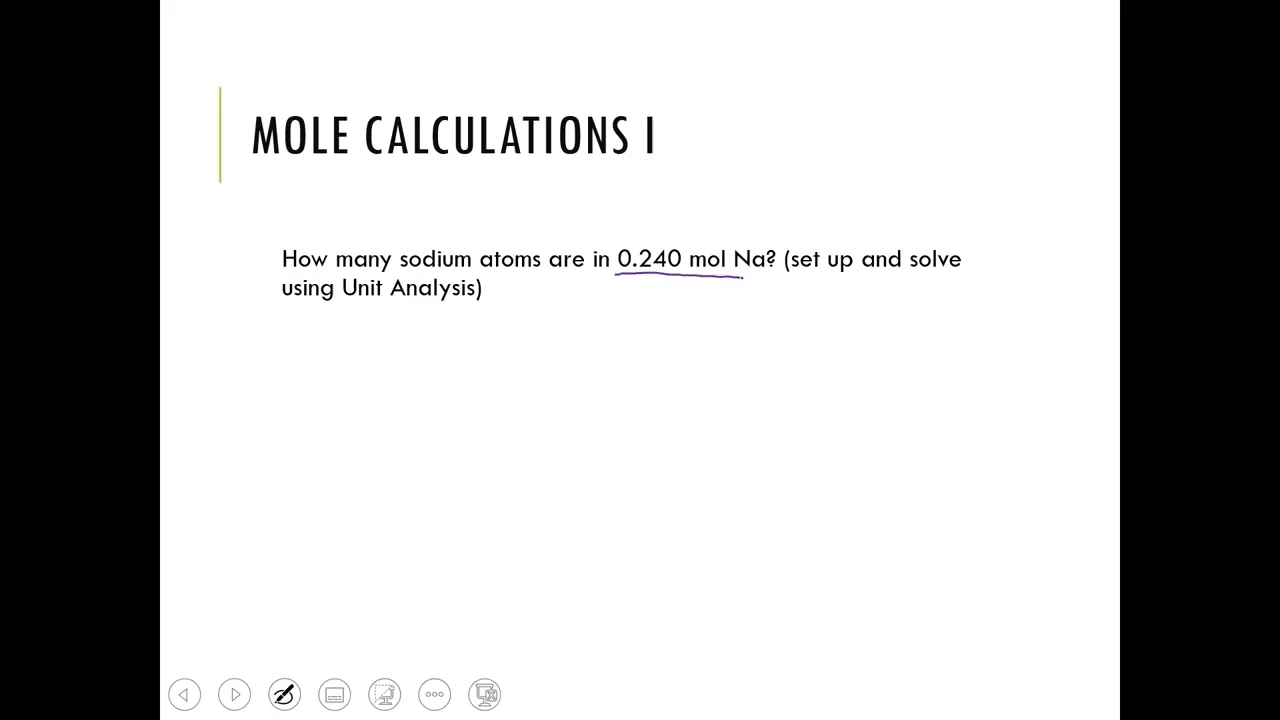 MOLE CALCULATIONS I
How many sodium atoms are in 0.240 mol Na? (set up and solve
using Unit Analysis)